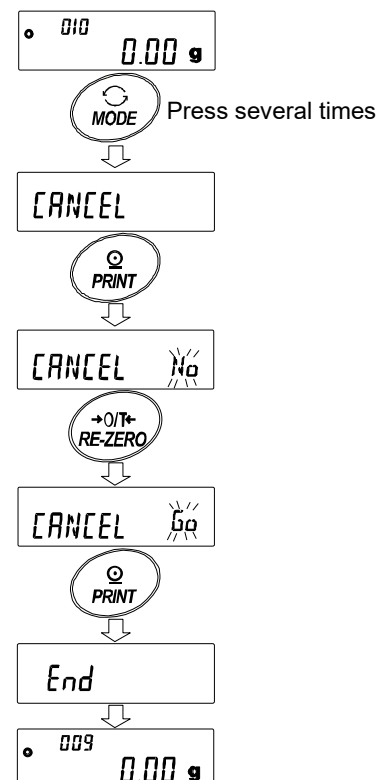 010
0.00 g
MODE
Press several times
CANCEL
PRINT
CANCEL No
→0/T←
RE-ZERO
CANCEL Go
PRINT
End
009
0.00 g